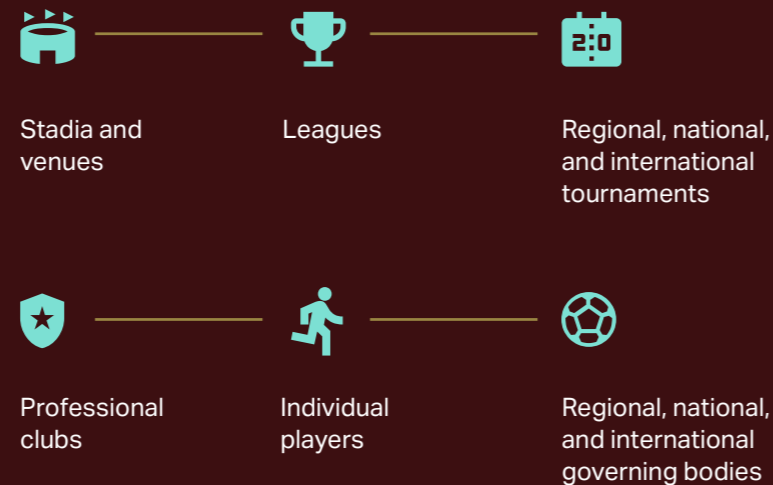 2:0
Stadia and
venues
Leagues
Regional, national,
and international
tournaments
Professional
clubs
Individual
players
Regional, national,
and international
governing bodies